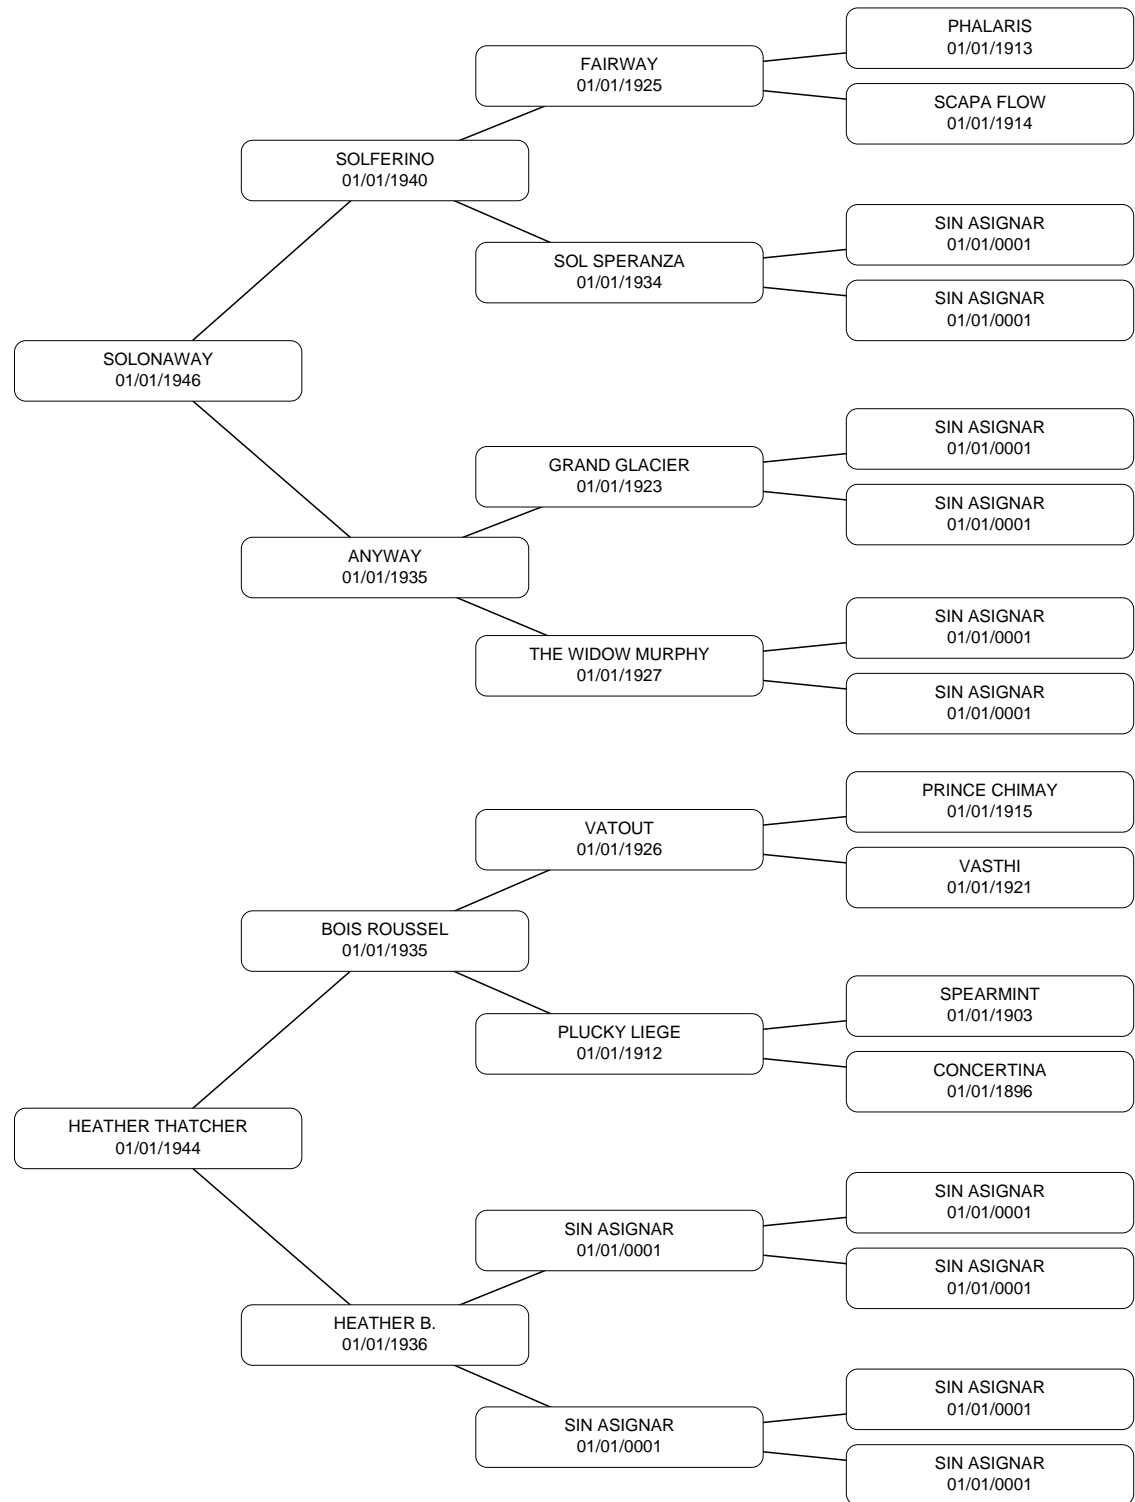 PHALARIS
01/01/1913
FAIRWAY
01/01/1925
SCAPA FLOW
01/01/1914
SOLFERINO
01/01/1940
SIN ASIGNAR
01/01/0001
SOL SPERANZA
01/01/1934
SIN ASIGNAR
01/01/0001
SOLONAWAY
01/01/1946
SIN ASIGNAR
01/01/0001
GRAND GLACIER
01/01/1923
SIN ASIGNAR
01/01/0001
ANYWAY
01/01/1935
SIN ASIGNAR
01/01/0001
THE WIDOW MURPHY
01/01/1927
SIN ASIGNAR
01/01/0001
PRINCE CHIMAY
01/01/1915
VATOUT
01/01/1926
VASTHI
01/01/1921
BOIS ROUSSEL
01/01/1935
SPEARMINT
01/01/1903
PLUCKY LIEGE
01/01/1912
CONCERTINA
01/01/1896
HEATHER THATCHER
01/01/1944
SIN ASIGNAR
01/01/0001
SIN ASIGNAR
01/01/0001
SIN ASIGNAR
01/01/0001
HEATHER B.
01/01/1936
SIN ASIGNAR
01/01/0001
SIN ASIGNAR
01/01/0001
SIN ASIGNAR
01/01/0001